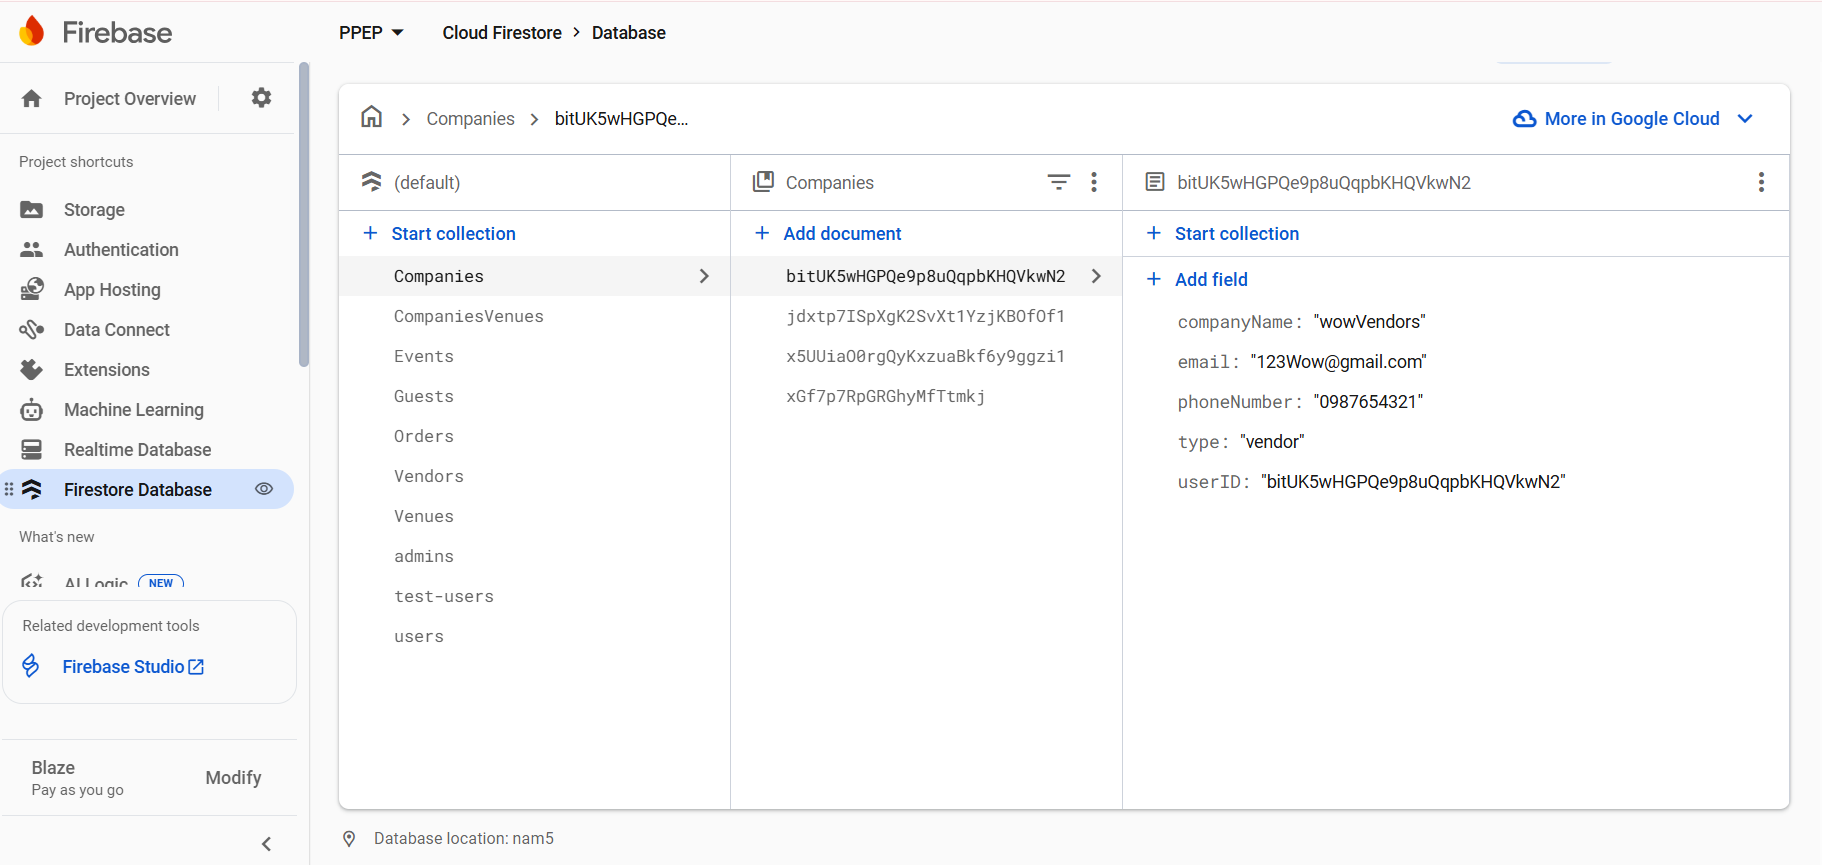 Firebase
PPEP
Cloud Firestore > Database
Project Overview
Project shortcuts
Storage
Authentication
App Hosting
Data Connect
Extensions
Machine Learning
Realtime Database
Firestore Database
What's new
AI Logic NEW
Related development tools
Firebase Studio
Blaze
Pay as you go
Modify
Companies > bitUK5wHGPQe...
More in Google Cloud
(default)
+ Start collection
Companies
CompaniesVenues
Events
Guests
Orders
Vendors
Venues
admins
test-users
users
Companies
+ Add document
bitUK5wHGPQe9p8uQqpbKHQVkwN2
jdxtp7ISpXgK2SvXt1YzjKBOfOf1
x5UUiaO0rgQyKxzuaBkf6y9ggzi1
xGf7p7RpGRGhyMfTtmkj
bitUK5wHGPQe9p8uQqpbKHQVkwN2
+ Start collection
+ Add field
companyName: "wowVendors"
email: "123Wow@gmail.com"
phoneNumber: "0987654321"
type: "vendor"
userID: "bitUK5wHGPQe9p8uQqpbKHQVkwN2"
Database location: nam5